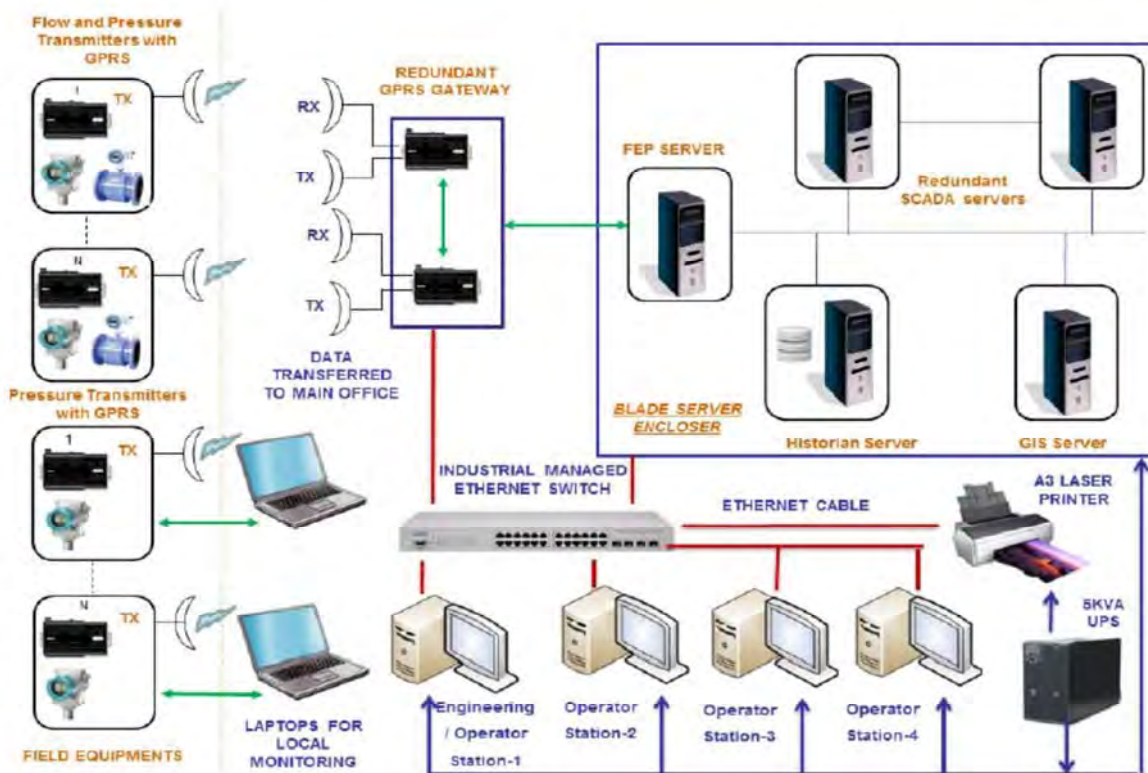 Flow and Pressure
Transmitters with
GPRS
1
TX
N
TX
Pressure Transmitters
with GPRS
1
TX
N
TX
FIELD EQUIPMENTS
RX
TX
RX
TX
DATA
TRANSFERRED
TO MAIN OFFICE
REDUNDANT
GPRS GATEWAY
FEP SERVER
Redundant
SCADA servers
BLADE SERVER
ENCLOSER
Historian Server
GIS Server
INDUSTRIAL MANAGED
ETHERNET SWITCH
ETHERNET CABLE
A3 LASER
PRINTER
5KVA
UPS
LAPTOPS FOR
LOCAL
MONITORING
Engineering
/ Operator
Station-1
Operator
Station-2
Operator
Station-3
Operator
Station-4